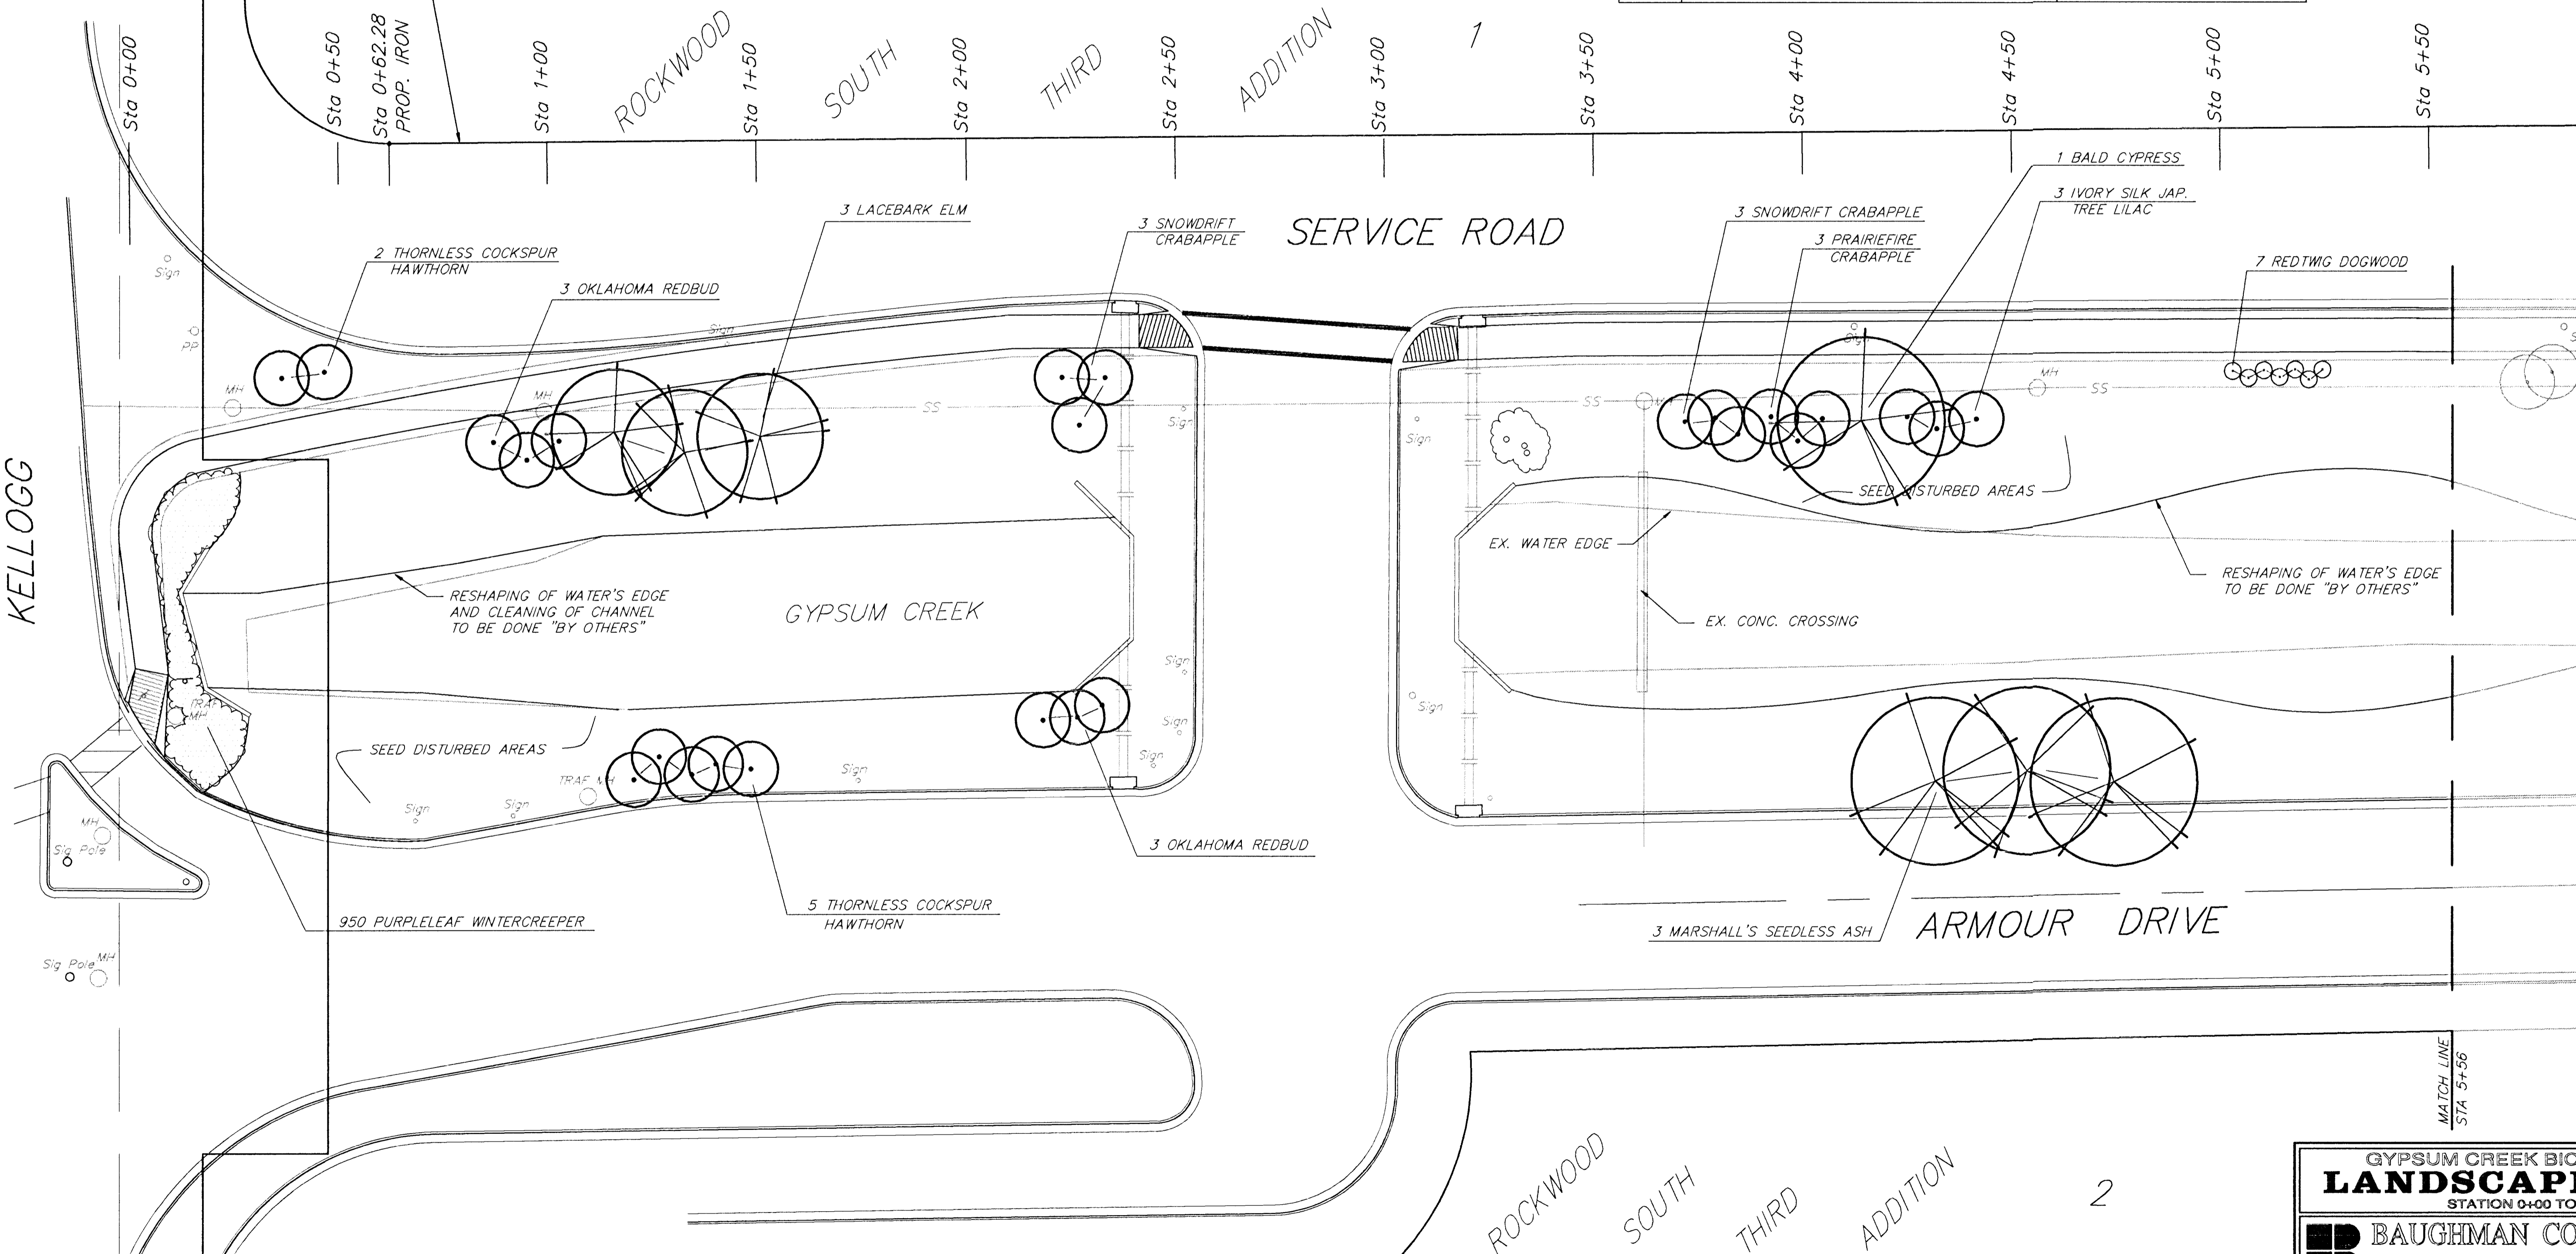 Sta 0+00
Sta 0+50
Sta 0+62.28
PROP. IRON
Sta 1+00
ROCKWOOD
Sta 1+50
SOUTH
Sta 2+00
THIRD
Sta 2+50
ADDITION
Sta 3+00
1
Sta 3+50
Sta 4+00
Sta 4+50
Sta 5+00
Sta 5+50
1 BALD CYPRESS
3 IVORY SILK JAP.
TREE LILAC
3 LACEBARK ELM
3 SNOWDRIFT
CRABAPPLE
SERVICE ROAD
3 SNOWDRIFT CRABAPPLE
3 PRAIRIEFIRE
CRABAPPLE
2 THORNLESS COCKSPUR
HAWTHORN
7 REDTWIG DOGWOOD
3 OKLAHOMA REDBUD
Sign
Sign
Sign
PP
MH
MH
SS
Sign
Sign
SS
MH
SS
KELLOGG
SEED DISTURBED AREAS
EX. WATER EDGE
RESHAPING OF WATER'S EDGE
AND CLEANING OF CHANNEL
TO BE DONE "BY OTHERS"
GYPSUM CREEK
RESHAPING OF WATER'S EDGE
TO BE DONE "BY OTHERS"
EX. CONC. CROSSING
Sign
TRAF
MH
Sign
Sign
SEED DISTURBED AREAS
Sign
Sign
TRAF MH
Sign
Sign
MH
Sig Pole
3 OKLAHOMA REDBUD
5 THORNLESS COCKSPUR
HAWTHORN
950 PURPLELEAF WINTERCREEPER
3 MARSHALL'S SEEDLESS ASH
ARMOUR DRIVE
Sig Pole
MH
MATCH LINE
STA 5+56
ROCKWOOD
SOUTH
THIRD
ADDITION
2
GYPSUM CREEK BIC
LANDSCAP
STATION 0+00 TO
BAUGHMAN CO